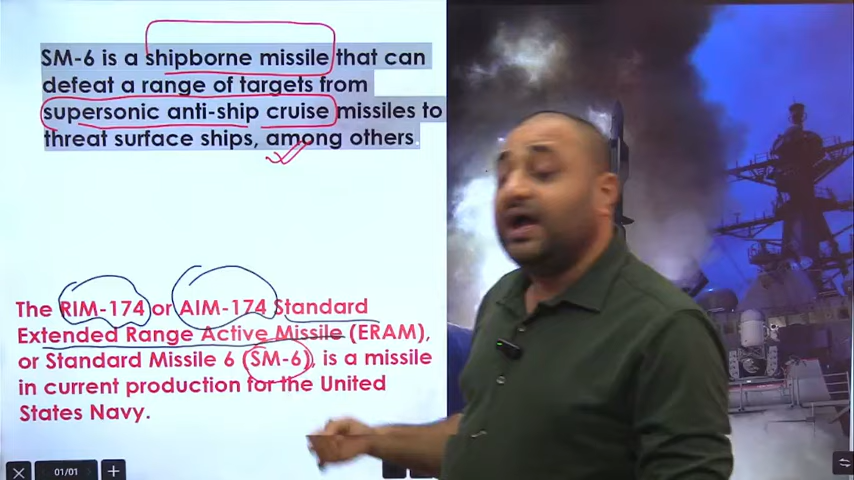 SM-6 is a shipborne missile that can
defeat a range of targets from
supersonic anti-ship cruise missiles to
threat surface ships, among others.
The RIM-174 or AIM-174 Standard
Extended Range Active Missile (ERAM),
or Standard Missile 6 (SM-6), is a missile
in current production for the United
States Navy.
01/01